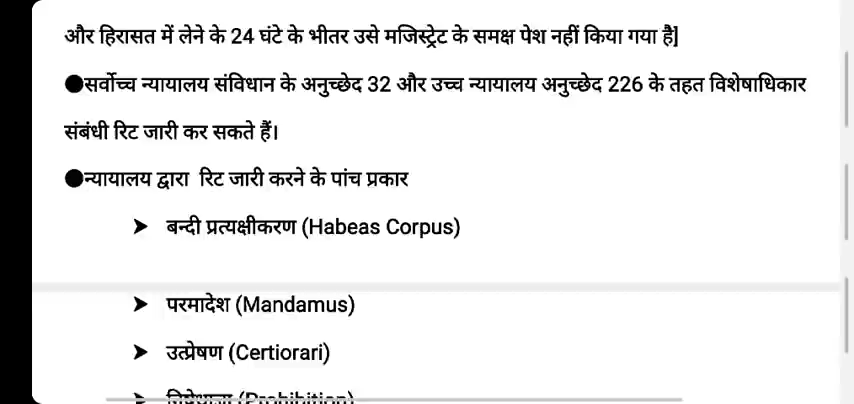 और हिरासत में लेने के 24 घंटे के भीतर उसे मजिस्ट्रेट के समक्ष पेश नहीं किया गया है]
●सर्वोच्च न्यायालय संविधान के अनुच्छेद 32 और उच्च न्यायालय अनुच्छेद 226 के तहत विशेषाधिकार
संबंधी रिट जारी कर सकते हैं।
●न्यायालय द्वारा रिट जारी करने के पांच प्रकार
➤ बन्दी प्रत्यक्षीकरण (Habeas Corpus)
➤ परमादेश (Mandamus)
➤ उत्प्रेषण (Certiorari)
➤ (Prohibition)